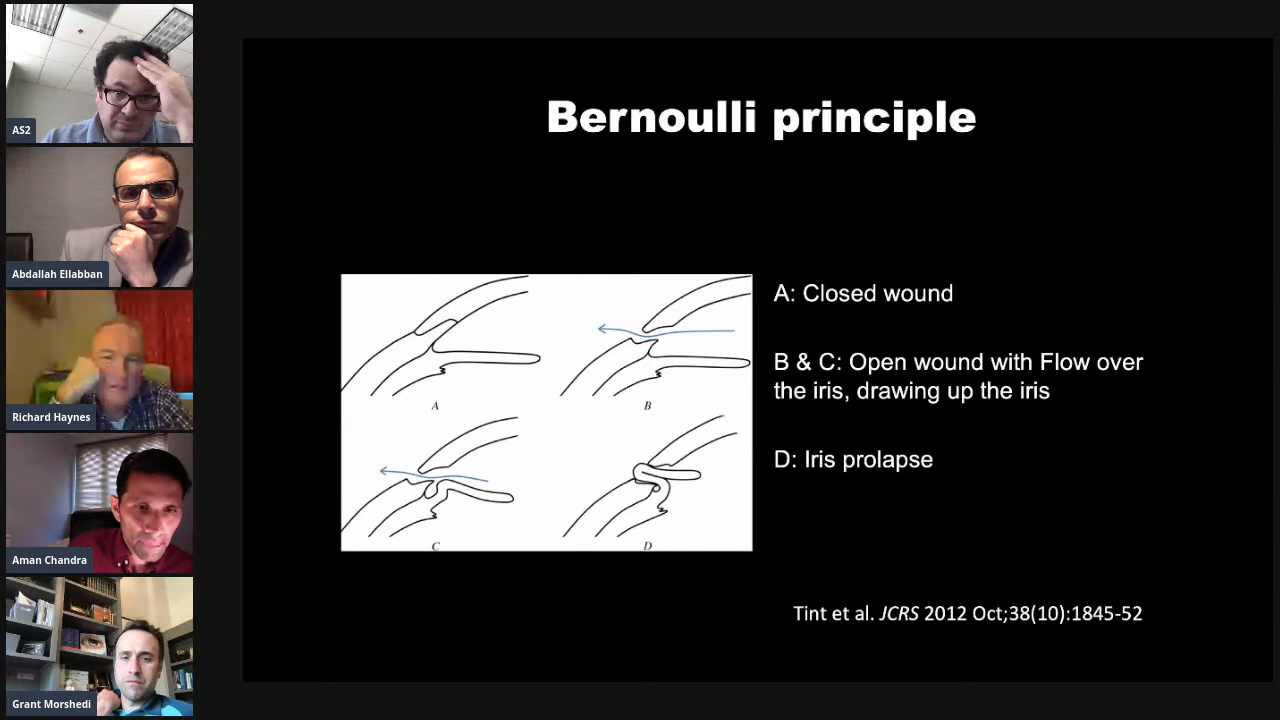 AS2
Abdallah Ellabban
Richard Haynes
Aman Chandra
Grant Morshedi
Bernoulli principle
A
B
C
D
A: Closed wound
B & C: Open wound with Flow over
the iris, drawing up the iris
D: Iris prolapse
Tint et al. JCRS 2012 Oct;38(10):1845-52